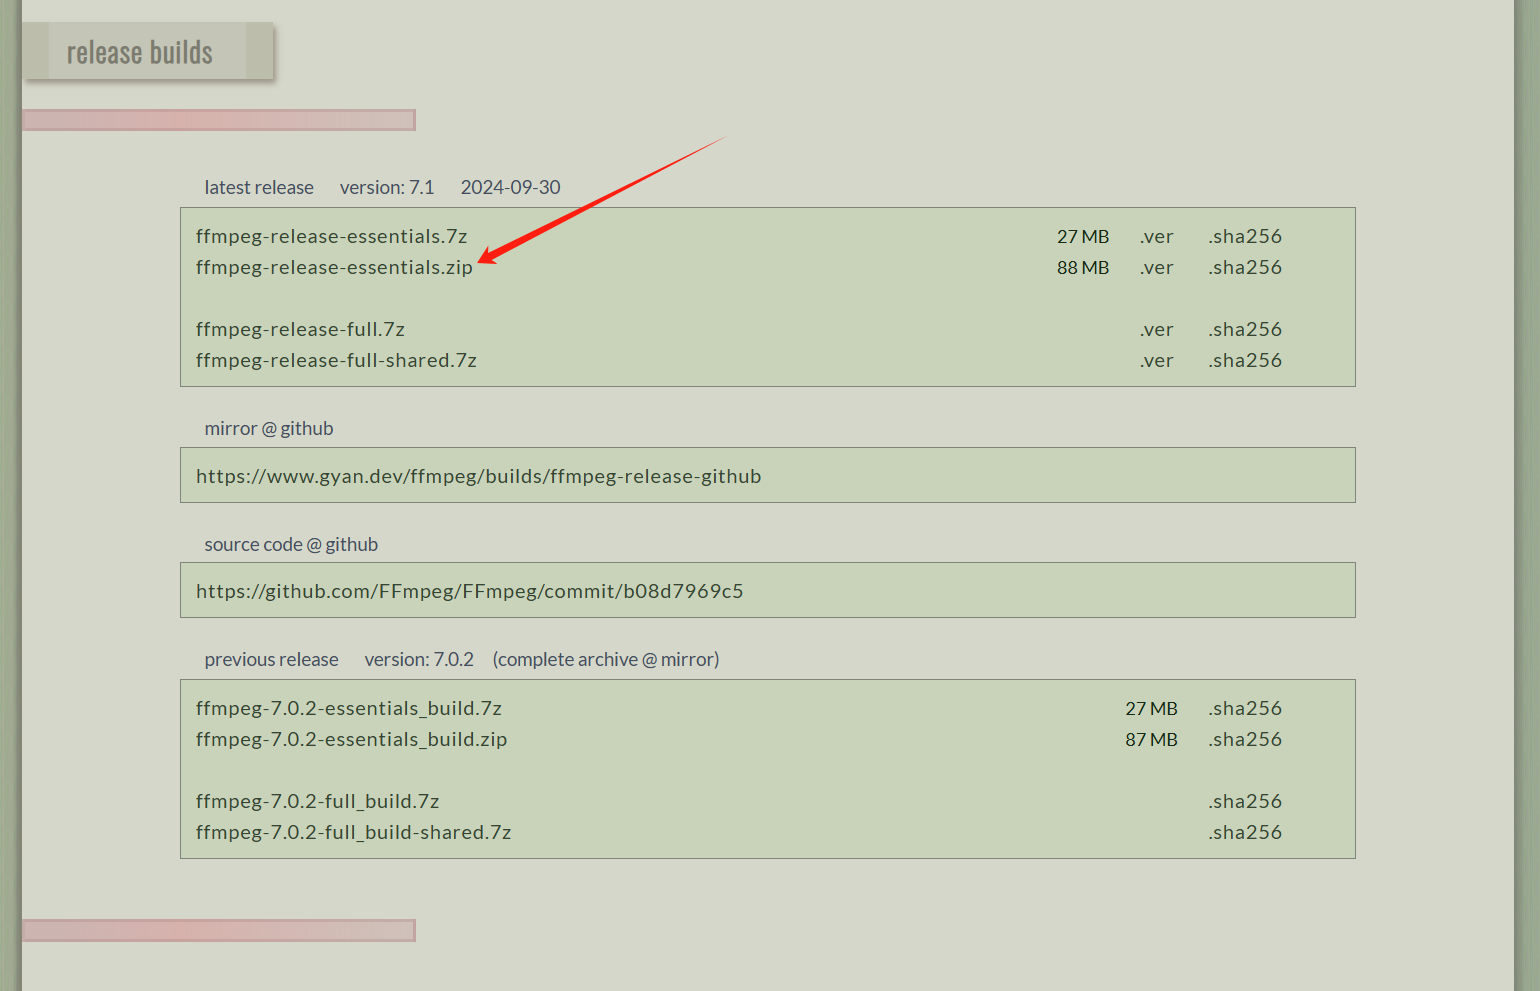 release builds
latest release version: 7.1 2024-09-30
ffmpeg-release-essentials.7z 27 MB .ver .sha256
ffmpeg-release-essentials.zip 88 MB .ver .sha256
ffmpeg-release-full.7z .ver .sha256
ffmpeg-release-full-shared.7z .ver .sha256
mirror @ github
https://www.gyan.dev/ffmpeg/builds/ffmpeg-release-github
source code @ github
https://github.com/FFmpeg/FFmpeg/commit/b08d7969c5
previous release version: 7.0.2 (complete archive @ mirror)
ffmpeg-7.0.2-essentials_build.7z 27 MB .sha256
ffmpeg-7.0.2-essentials_build.zip 87 MB .sha256
ffmpeg-7.0.2-full_build.7z .sha256
ffmpeg-7.0.2-full_build-shared.7z .sha256